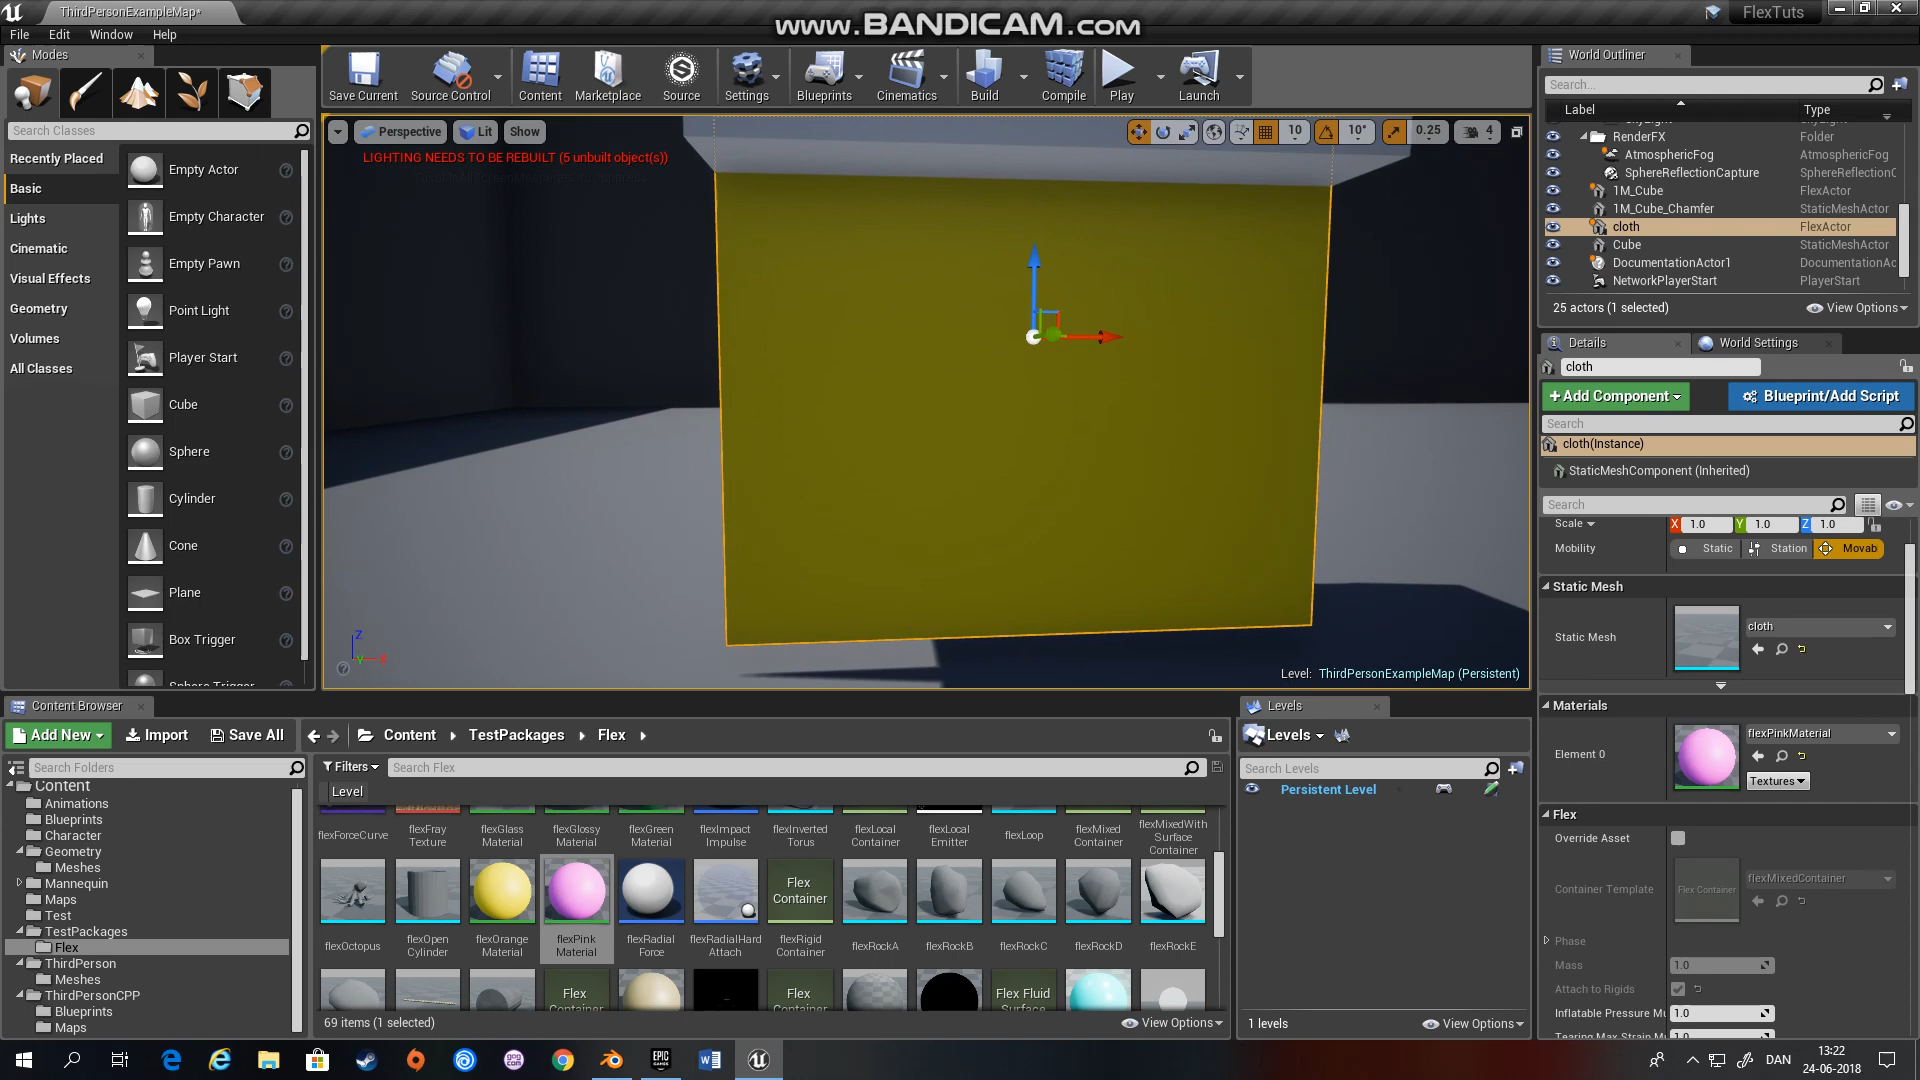 ThirdPersonExampleMap*
www.BANDICAM.com
FlexTuts
File Edit Window Help
Modes
Search Classes
Recently Placed
Basic
Lights
Cinematic
Visual Effects
Geometry
Volumes
All Classes
Empty Actor
Empty Character
Empty Pawn
Point Light
Player Start
Cube
Sphere
Cylinder
Cone
Plane
Box Trigger
Sphere Trigger
Save Current Source Control Content Marketplace Source Settings Blueprints Cinematics Build Compile Play Launch
Perspective Lit Show
10 10° 0.25 4
LIGHTING NEEDS TO BE REBUILT (5 unbuilt object(s))
Z
Y X
Level: ThirdPersonExampleMap (Persistent)
World Outliner
Search...
Label Type
RenderFX Folder
AtmosphericFog AtmosphericFog
SphereReflectionCapture SphereReflectionC
1M_Cube FlexActor
1M_Cube_Chamfer StaticMeshActor
cloth FlexActor
Cube StaticMeshActor
DocumentationActor1 DocumentationAc
NetworkPlayerStart PlayerStart
25 actors (1 selected) View Options
Details World Settings
cloth
+Add Component Blueprint/Add Script
Search
cloth(Instance)
StaticMeshComponent (Inherited)
Search
Scale X 1.0 Y 1.0 Z 1.0
Mobility Static Station Movab
Static Mesh
Static Mesh cloth
Materials
Element 0 flexPinkMaterial
Textures
Flex
Override Asset
Container Template Flex Container flexMixedContainer
Phase
Mass 1.0
Attach to Rigids
Inflatable Pressure Mu 1.0
Tearing Max Strain M 1.0
Content Browser
Add New Import Save All Content TestPackages Flex
Search Folders
Content
Animations
Blueprints
Character
Geometry
Meshes
Mannequin
Maps
Test
TestPackages
Flex
ThirdPerson
Meshes
ThirdPersonCPP
Blueprints
Maps
Filters Search Flex
Level
flexForceCurve flexFray Texture flexGlass Material flexGlossy Material flexGreen Material flexImpact Impulse flexInverted Torus flexLocal Container flexLocal Emitter flexLoop flexMixed Container flexMixedWith Surface Container
Flex Container
flexOctopus flexOpen Cylinder flexOrange Material flexPink Material flexRadial Force flexRadialHard Attach flexRigid Container flexRockA flexRockB flexRockC flexRockD flexRockE
Flex Container Flex Container Flex Fluid Surface
69 items (1 selected) View Options
Levels
Levels
Search Levels
Persistent Level
1 levels View Options
EPIC GAMES
gog.com
DAN
13:22
24-06-2018